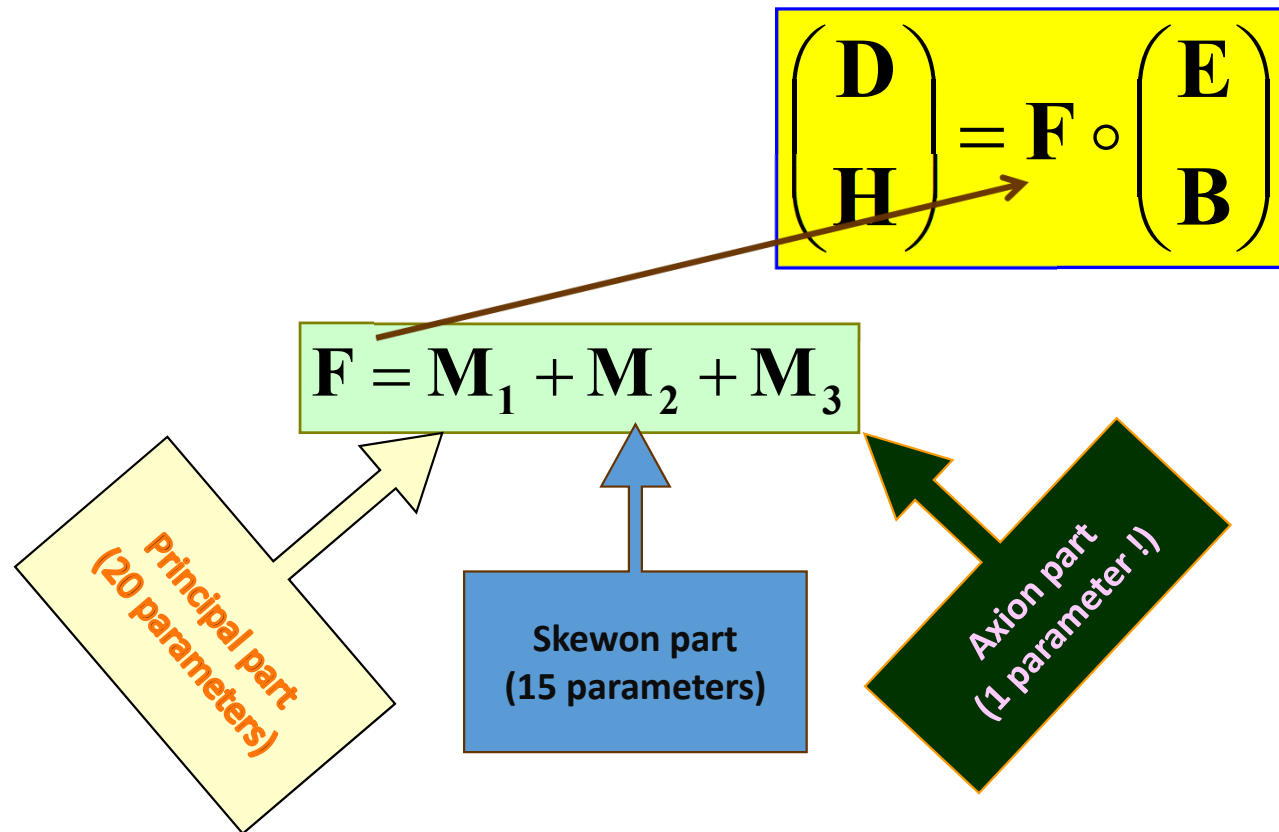 (D H) = F ∘ (E B)
F = M₁ + M₂ + M₃
Principal part
(20 parameters)
Skewon part
(15 parameters)
Axion part
(1 parameter !)